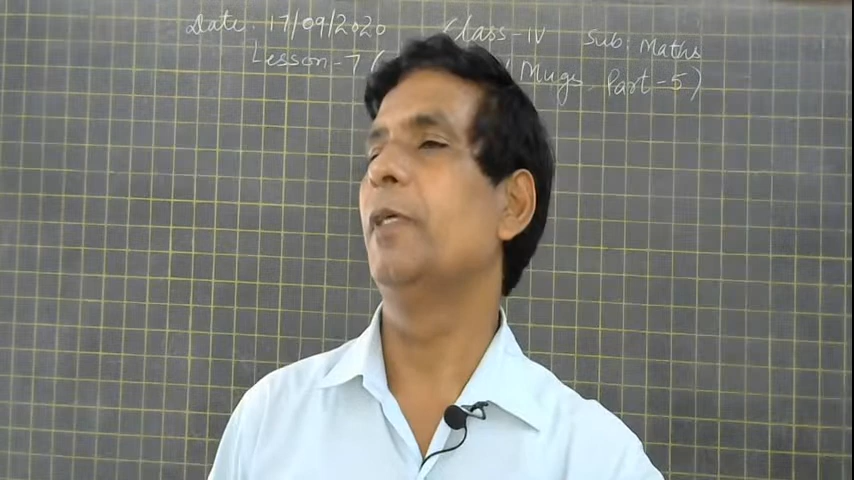 Date: 17/09/2020 Class-IV Sub: Maths
Lesson-7 ( Mugs, Part-5)